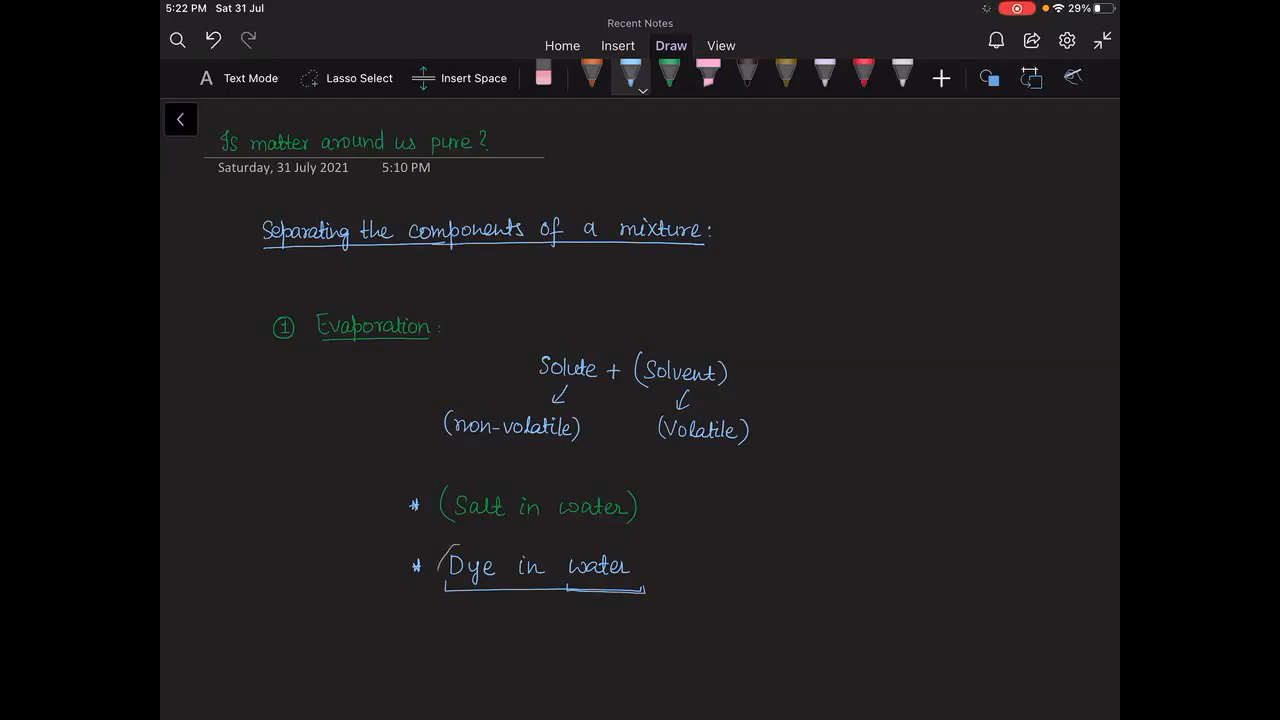 5:22 PM Sat 31 Jul 29%
Recent Notes
Home Insert Draw View
Text Mode Lasso Select Insert Space
Is matter around us pure?
Saturday, 31 July 2021 5:10 PM
Separating the components of a mixture:
① Evaporation:
Solute + (Solvent)
(non-volatile) (Volatile)
* (Salt in water)
* (Dye in water